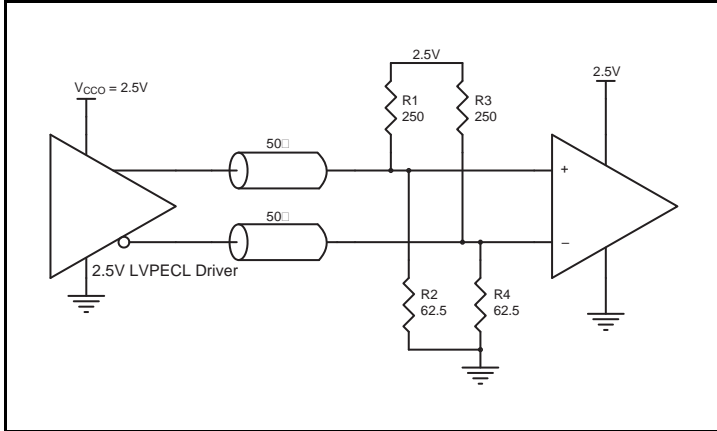 2.5V
V_CCO = 2.5V
2.5V
R1
250
R3
250
50□
+
50□
−
2.5V LVPECL Driver
R2
62.5
R4
62.5